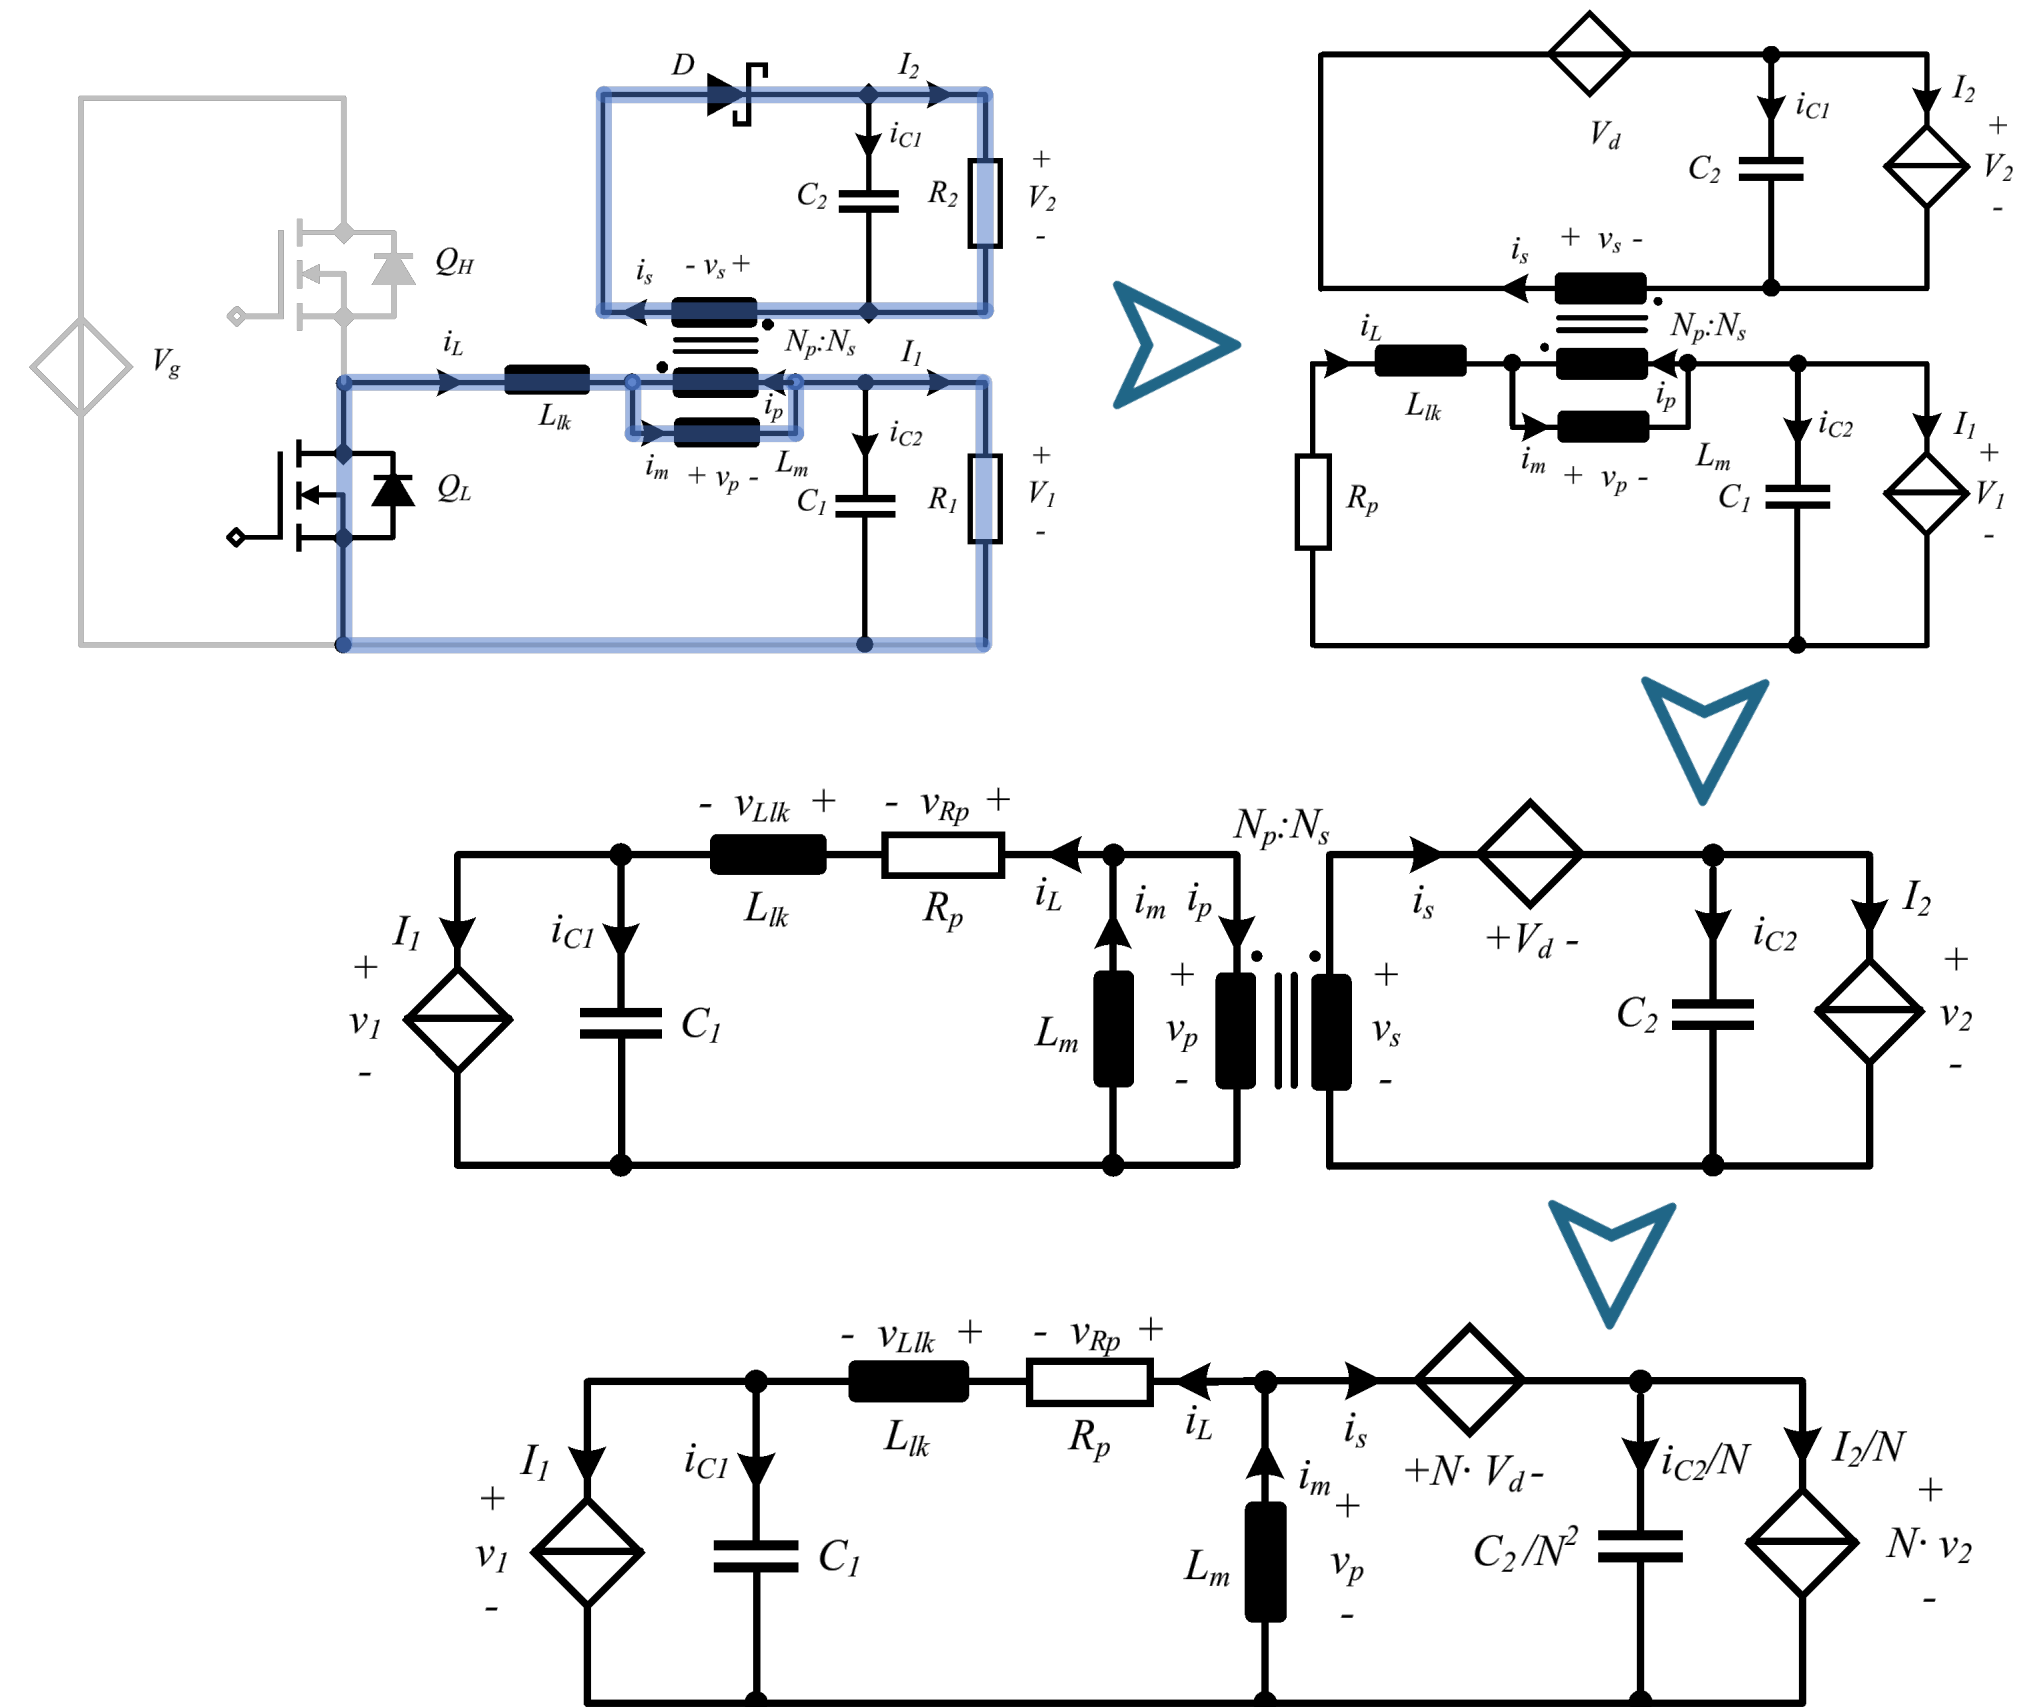 D
I2
iC1
C2
R2
+
V2
-
is
- vs +
QH
Vg
iL
Llk
Np:Ns
I1
ip
im
+ vp -
Lm
iC2
C1
R1
+
V1
-
QL
Vd
iC1
I2
C2
+
V2
-
is
+ vs -
Np:Ns
iL
Llk
ip
im
+ vp -
Lm
iC2
C1
I1
+
V1
-
Rp
- vLlk +
- vRp +
Np:Ns
Llk
Rp
iL
im
ip
is
+Vd -
I1
iC1
iC2
I2
+
v1
-
C1
Lm
+
vp
-
+
vs
-
C2
+
v2
-
- vLlk +
- vRp +
Llk
Rp
iL
is
+N· Vd -
I1
iC1
im
iC2/N
I2/N
+
v1
-
C1
Lm
+
vp
-
C2/N²
+
N· v2
-